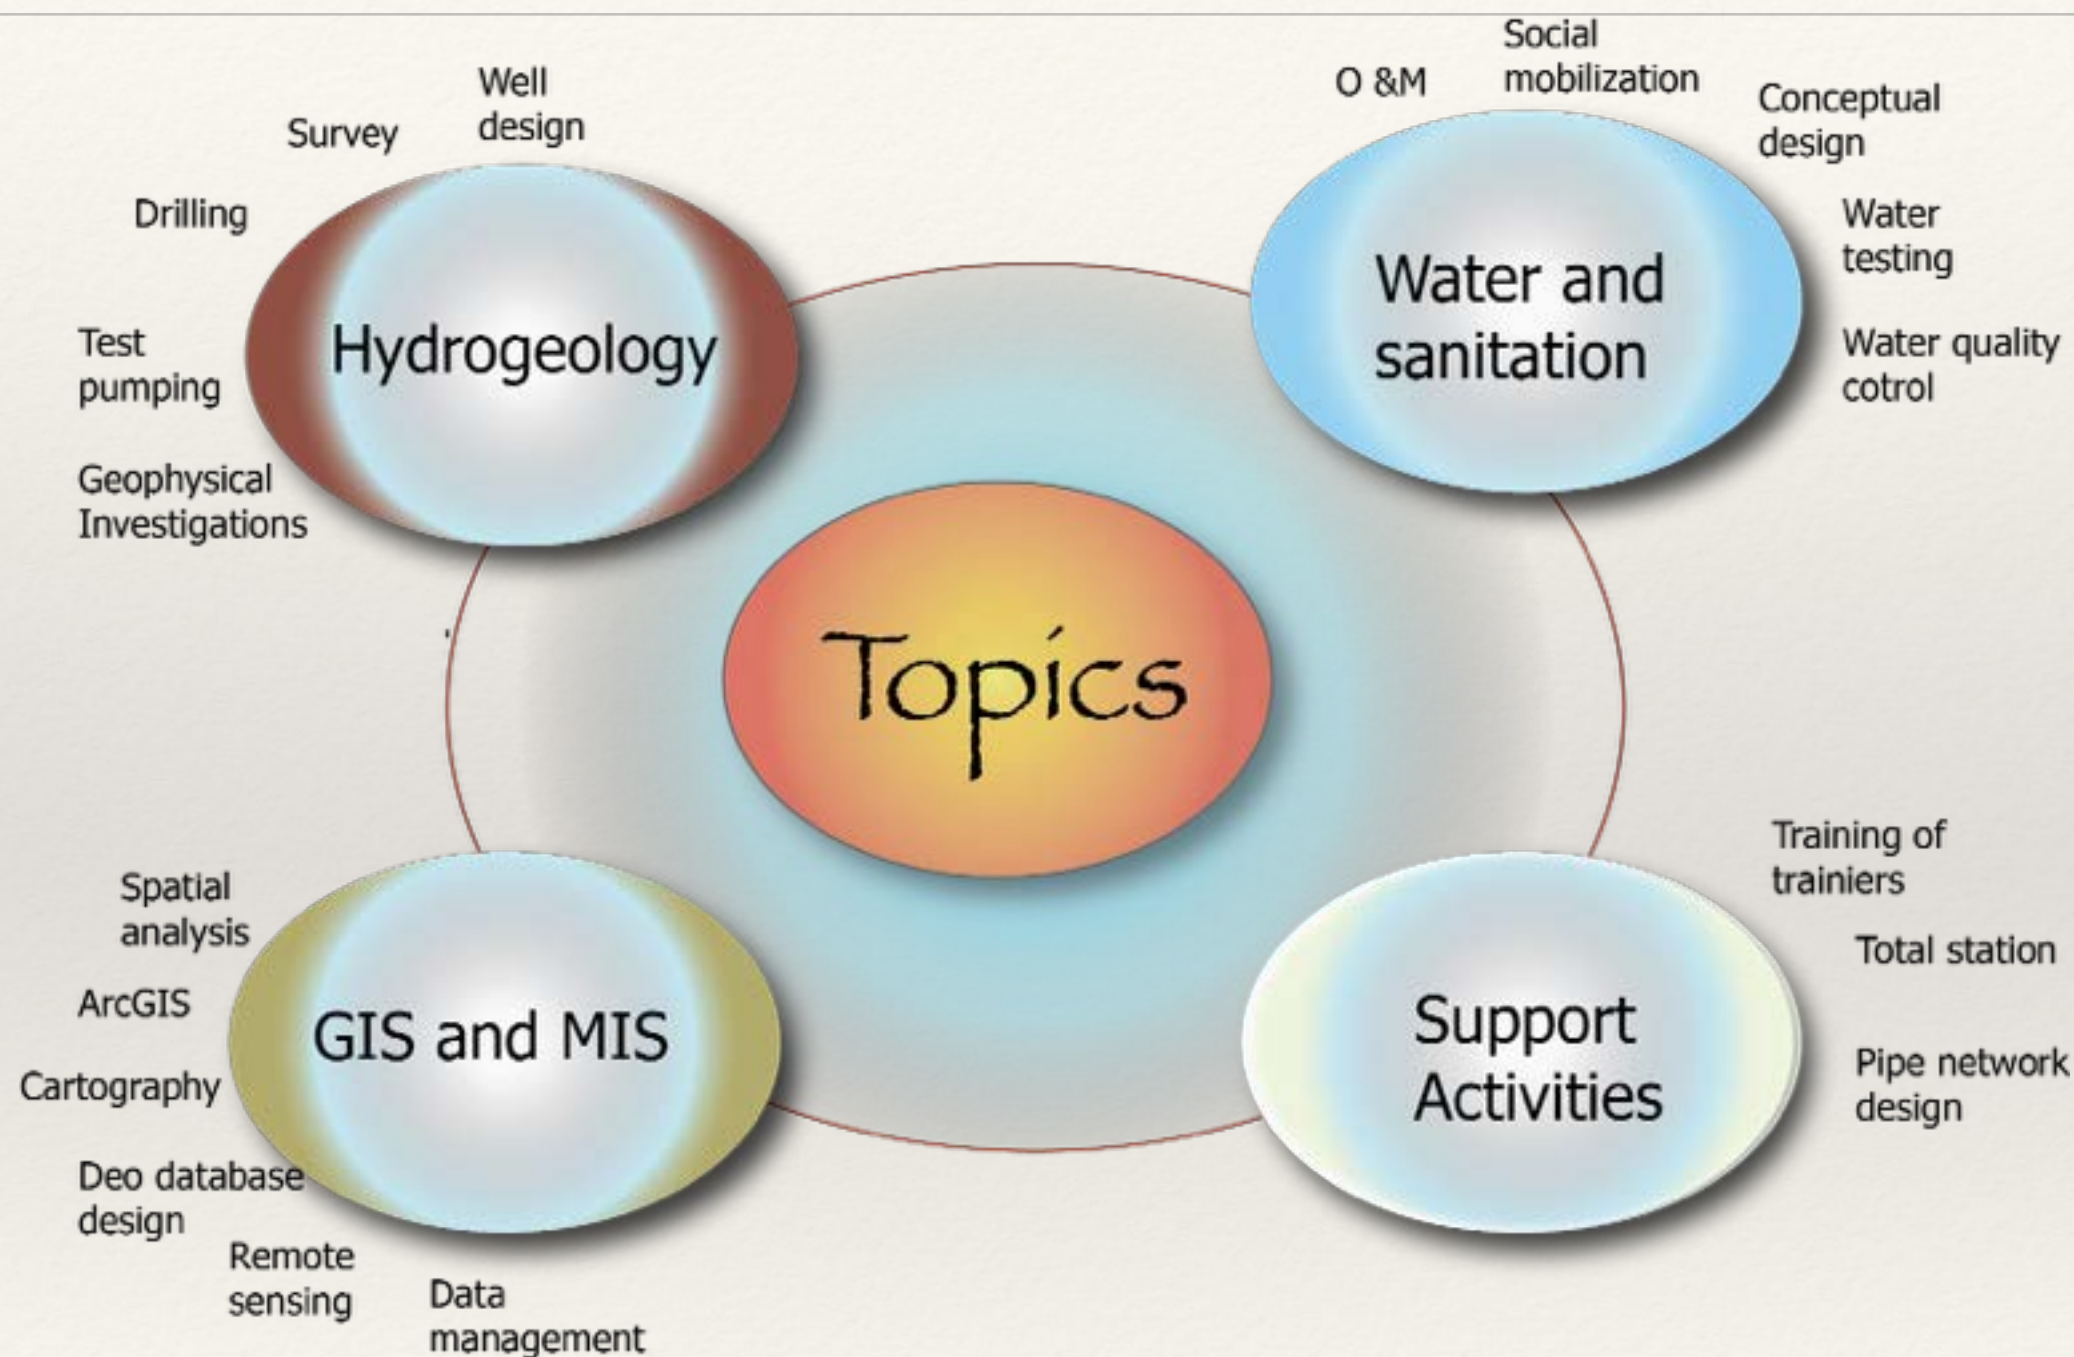 Well
design
Survey
Drilling
Test
pumping
Geophysical
Investigations
Hydrogeology
O &M
Social
mobilization
Conceptual
design
Water
testing
Water quality
cotrol
Water and
sanitation
Topics
Spatial
analysis
ArcGIS
Cartography
Deo database
design
Remote
sensing
Data
management
GIS and MIS
Training of
trainiers
Total station
Pipe network
design
Support
Activities